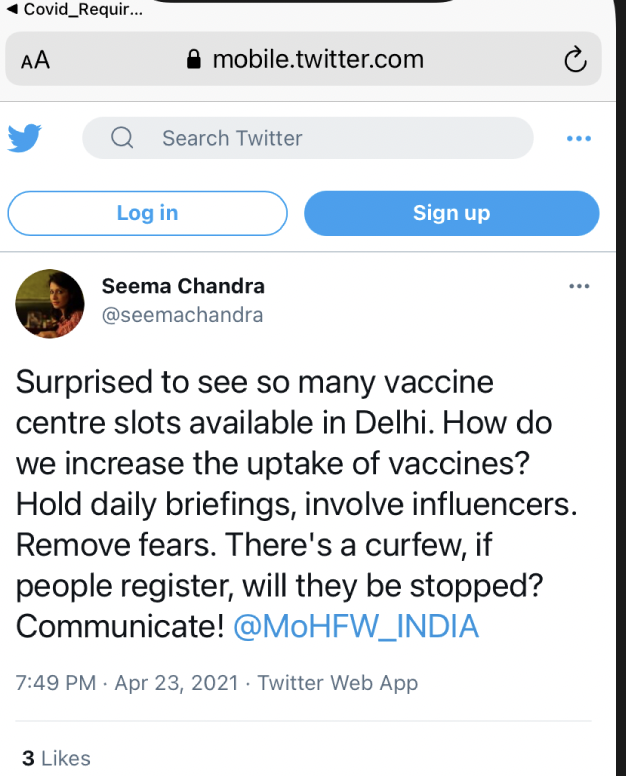 ◀ Covid_Requir...
AA mobile.twitter.com
Search Twitter
Log in Sign up
Seema Chandra
@seemachandra
Surprised to see so many vaccine
centre slots available in Delhi. How do
we increase the uptake of vaccines?
Hold daily briefings, involve influencers.
Remove fears. There's a curfew, if
people register, will they be stopped?
Communicate! @MoHFW_INDIA
7:49 PM · Apr 23, 2021 · Twitter Web App
3 Likes